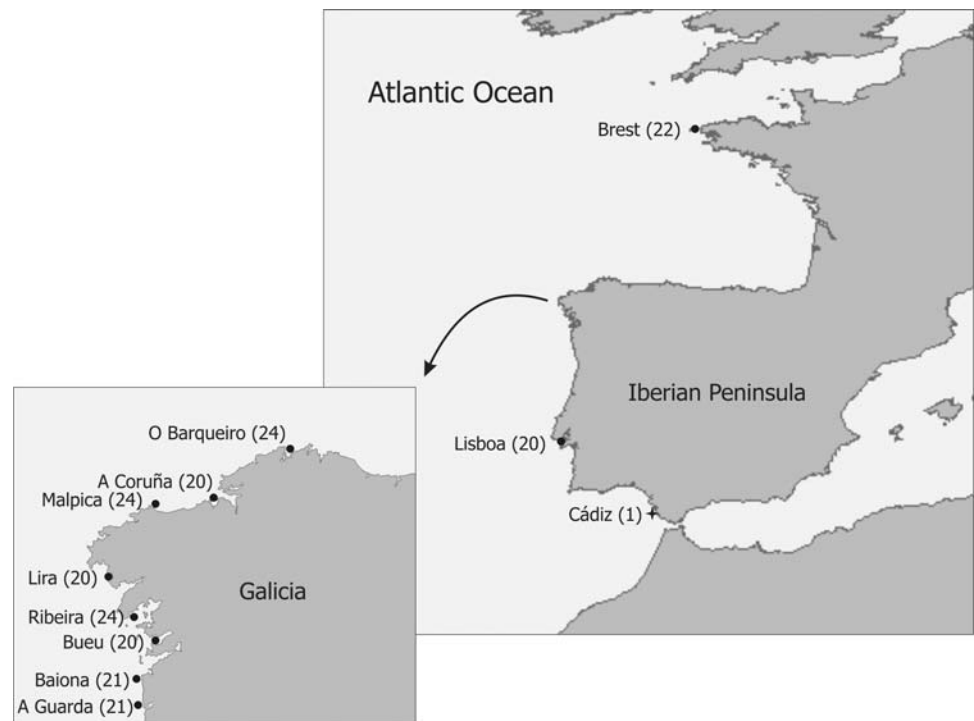 Atlantic Ocean
Brest (22)
Iberian Peninsula
Lisboa (20)
Cádiz (1)
O Barqueiro (24)
A Coruña (20)
Malpica (24)
Lira (20)
Galicia
Ribeira (24)
Bueu (20)
Baiona (21)
A Guarda (21)